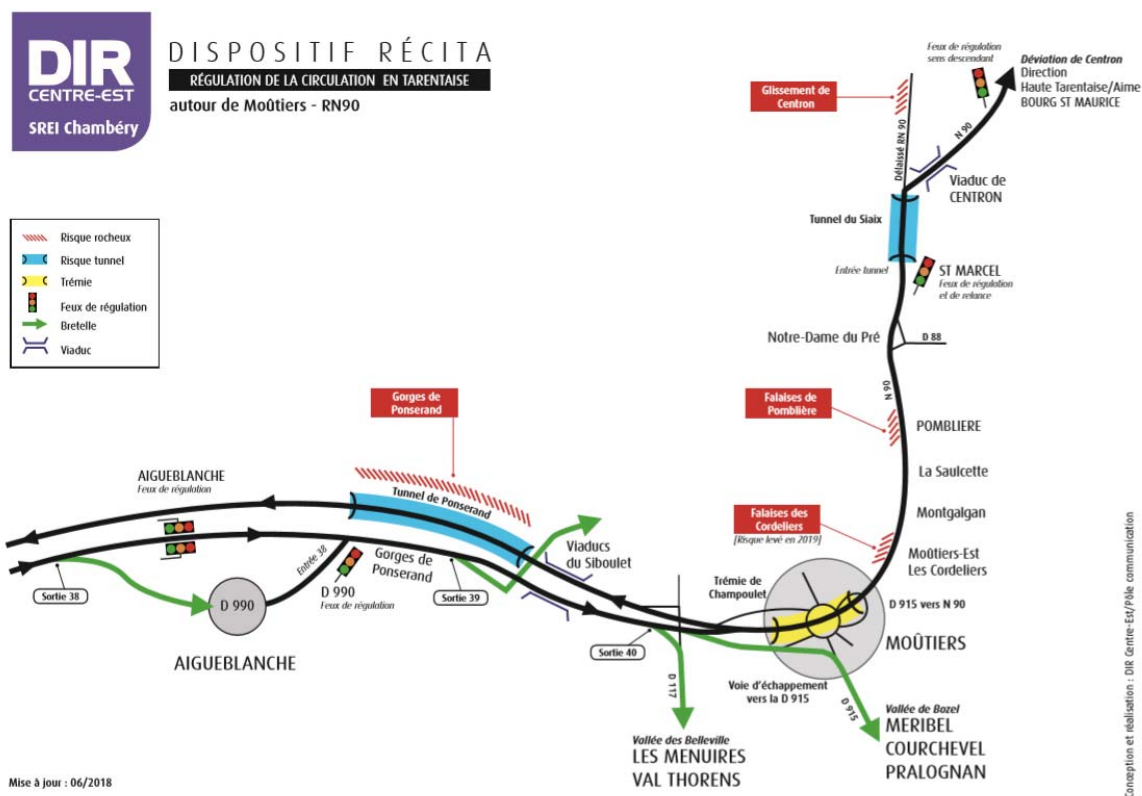 DIR
CENTRE-EST
SREI Chambéry
DISPOSITIF RÉCITA
RÉGULATION DE LA CIRCULATION EN TARENTAISE
autour de Moûtiers - RN90
Feux de régulation
sens descendant
Déviation de Centron
Direction
Haute Tarentaise/Aime
BOURG ST MAURICE
Glissement de
Centron
Délaissé RN 90
N 90
Viaduc de
CENTRON
Tunnel du Siaix
Entrée tunnel
ST MARCEL
Feux de régulation
et de relance
Risque rocheux
Risque tunnel
Trémie
Feux de régulation
Bretelle
Viaduc
Notre-Dame du Pré
D 88
N 90
Gorges de
Ponserand
Falaises de
Pomblière
POMBLIERE
La Saulcette
AIGUEBLANCHE
Feux de régulation
Tunnel de Ponserand
Falaises des
Cordeliers
[Risque levé en 2019]
Montgalgan
Moûtiers-Est
Les Cordeliers
Gorges de
Ponserand
Viaducs
du Siboulet
Entrée 38
Sortie 38
D 990
D 990
Feux de régulation
Sortie 39
Trémie de
Champoulet
D 915 vers N 90
MOÛTIERS
AIGUEBLANCHE
Sortie 40
D 117
Voie d'échappement
vers la D 915
D 915
Vallée des Belleville
LES MENUIRES
VAL THORENS
Vallée de Bozel
MERIBEL
COURCHEVEL
PRALOGNAN
Mise à jour : 06/2018
Conception et réalisation : DIR Centre-Est/Pôle communication